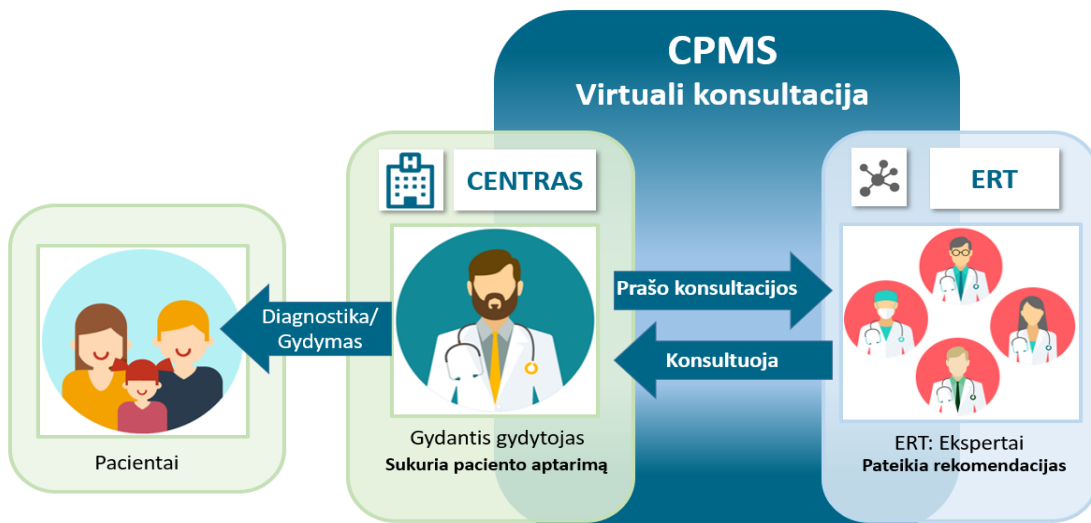 CPMS
Virtuali konsultacija
H
CENTRAS
ERT
Prašo konsultacijos
Diagnostika/
Gydymas
Konsultuoja
Pacientai
Gydantis gydytojas
Sukuria paciento aptarimą
ERT: Ekspertai
Pateikia rekomendacijas